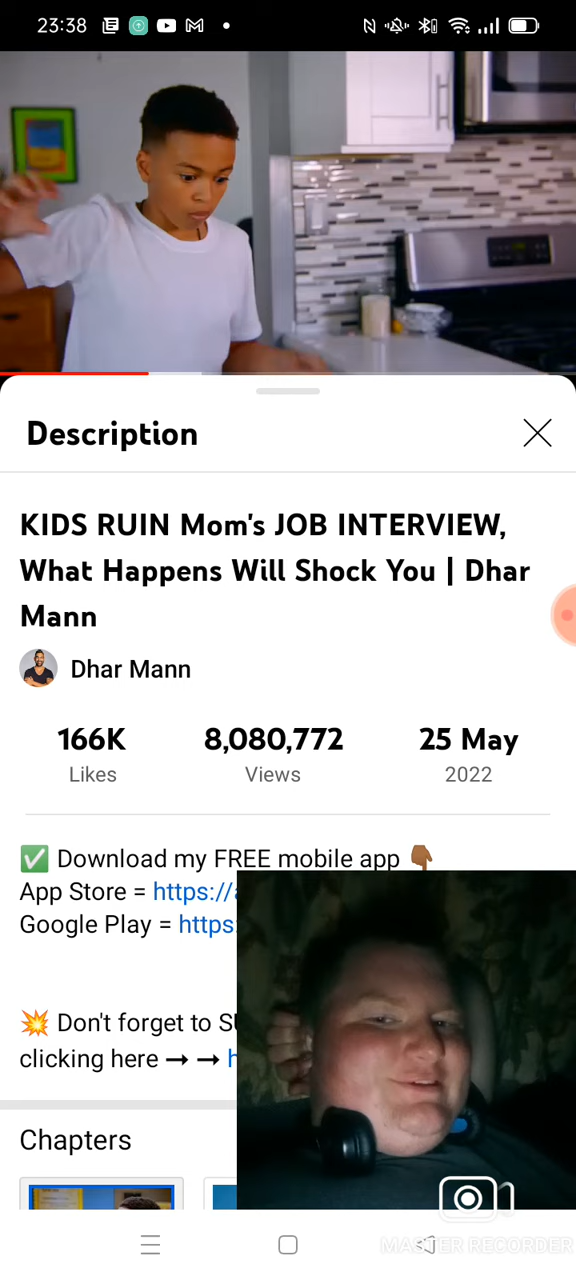 23:38
Description
KIDS RUIN Mom's JOB INTERVIEW,
What Happens Will Shock You | Dhar
Mann
Dhar Mann
166K 8,080,772 25 May
Likes Views 2022
✅ Download my FREE mobile app 👇🏾
App Store = https://
Google Play = https:
💥 Don't forget to
clicking here → →
Chapters
MASTER RECORDER